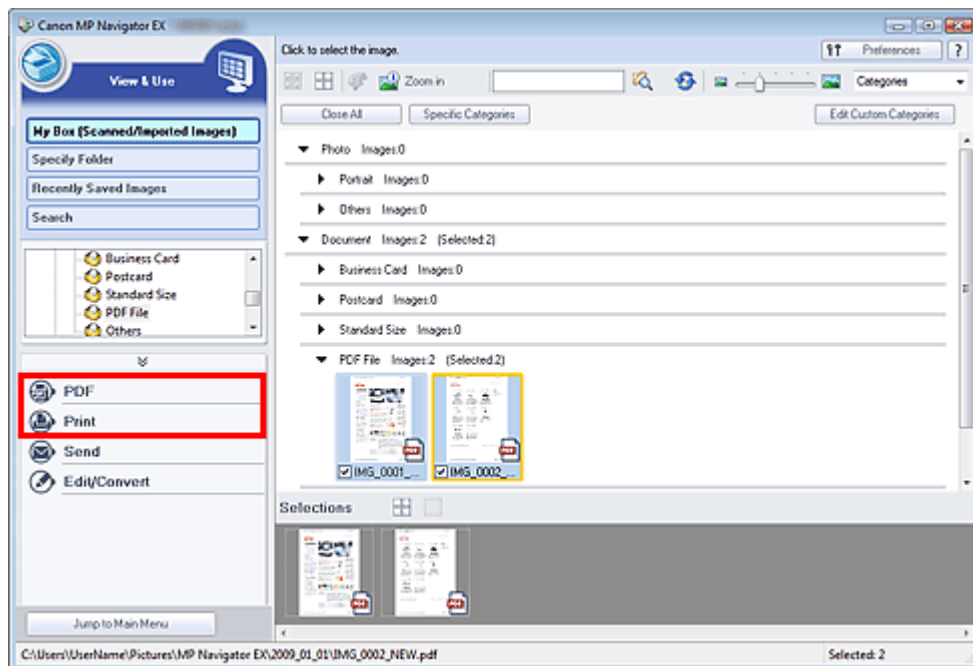 Canon MP Navigator EX
Click to select the image.
Preferences
?
View & Use
Zoom in
Categories
Close All
Specific Categories
Edit Custom Categories
My Box (Scanned/Imported Images)
Specify Folder
Recently Saved Images
Search
Photo Images:0
Portrait Images:0
Others Images:0
Document Images:2 (Selected:2)
Business Card Images:0
Postcard Images:0
Standard Size Images:0
PDF File Images:2 (Selected:2)
IMG_0001_...
IMG_0002_...
Business Card
Postcard
Standard Size
PDF File
Others
PDF
Print
Send
Edit/Convert
Selections
Jump to Main Menu
C:\Users\UserName\Pictures\MP Navigator EX\2009_01_01\IMG_0002_NEW.pdf
Selected: 2